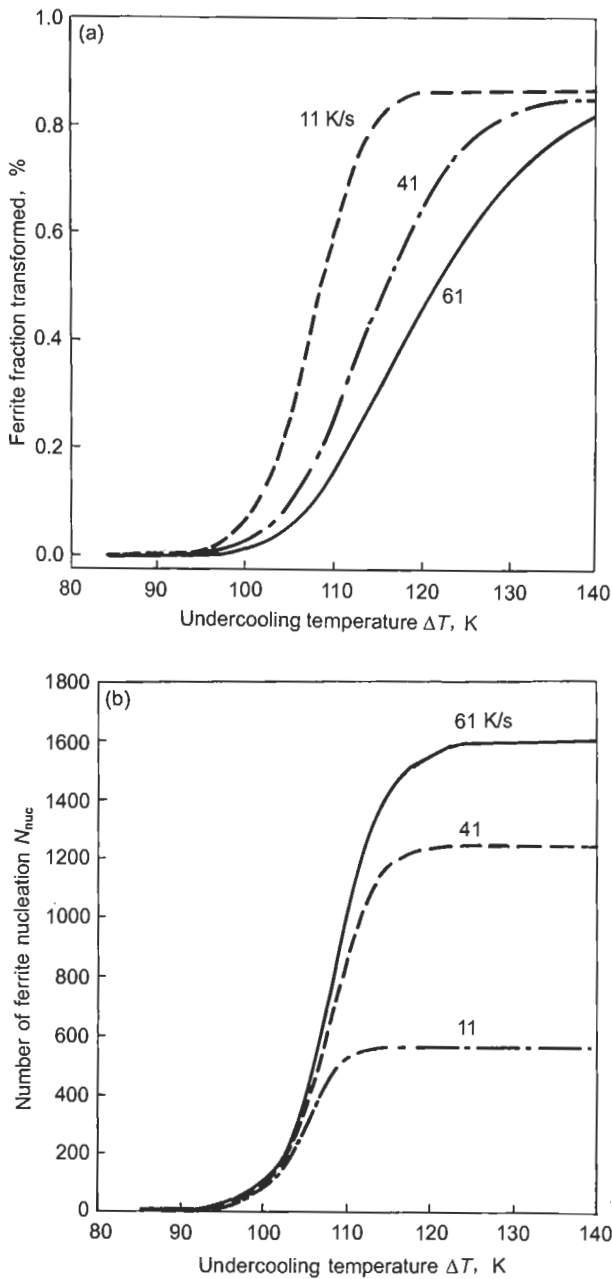 (a)
1.0
0.8
0.6
0.4
0.2
0.0
Ferrite fraction transformed, %
11 K/s
41
61
80 90 100 110 120 130 140
Undercooling temperature ΔT, K
(b)
1800
1600
1400
1200
1000
800
600
400
200
0
Number of ferrite nucleation Nnuc
61 K/s
41
11
80 90 100 110 120 130 140
Undercooling temperature ΔT, K